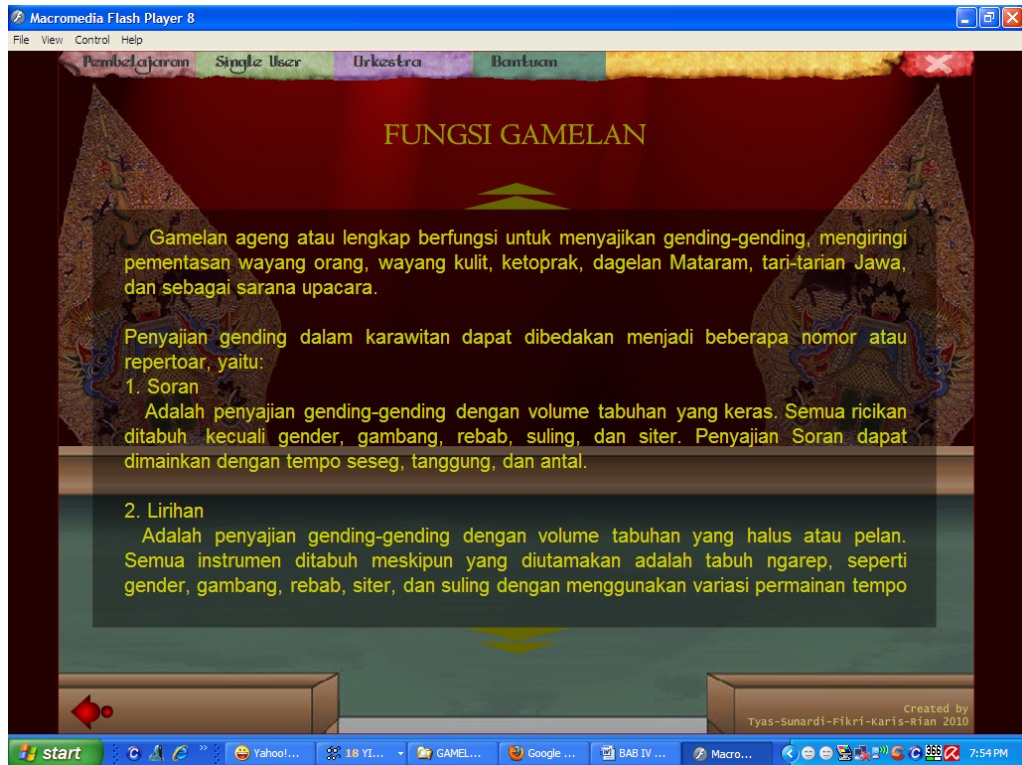 Macromedia Flash Player 8
File View Control Help
Pembelajaran Single User Orkestra Bantuan
FUNGSI GAMELAN
Gamelan ageng atau lengkap berfungsi untuk menyajikan gending-gending, mengiringi
pementasan wayang orang, wayang kulit, ketoprak, dagelan Mataram, tari-tarian Jawa,
dan sebagai sarana upacara.
Penyajian gending dalam karawitan dapat dibedakan menjadi beberapa nomor atau
repertoar, yaitu:
1. Soran
Adalah penyajian gending-gending dengan volume tabuhan yang keras. Semua ricikan
ditabuh kecuali gender, gambang, rebab, suling, dan siter. Penyajian Soran dapat
dimainkan dengan tempo seseg, tanggung, dan antal.
2. Lirihan
Adalah penyajian gending-gending dengan volume tabuhan yang halus atau pelan.
Semua instrumen ditabuh meskipun yang diutamakan adalah tabuh ngarep, seperti
gender, gambang, rebab, siter, dan suling dengan menggunakan variasi permainan tempo
Created by
Tyas-Sunardi-Fikri-Karis-Rian 2010
start Yahoo!... 18 YI... GAMEL... Google ... BAB IV ... Macro... 7:54 PM